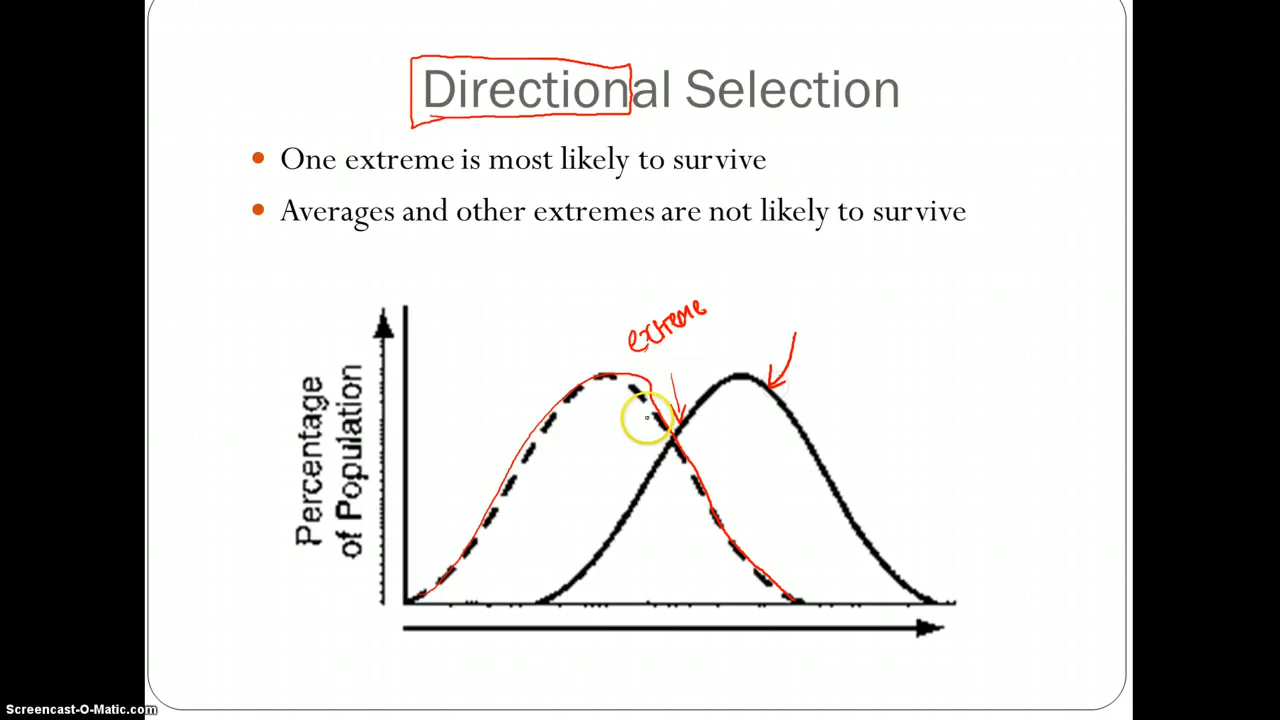 Directional Selection
• One extreme is most likely to survive
• Averages and other extremes are not likely to survive
extreme
Percentage
of Population
Screencast-O-Matic.com